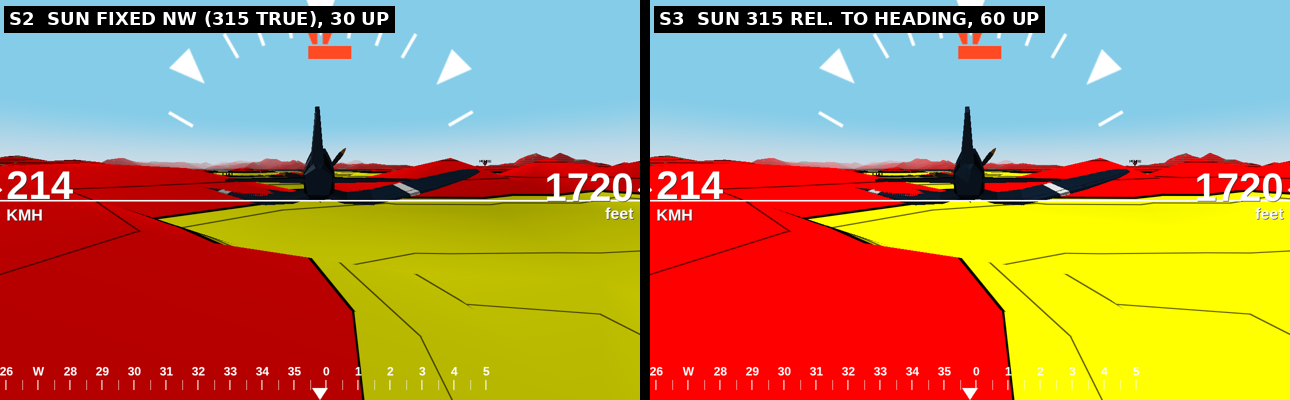 S2 SUN FIXED NW (315 TRUE), 30 UP
214
KMH
1720
feet
26 W 28 29 30 31 32 33 34 35 0 1 2 3 4 5
S3 SUN 315 REL. TO HEADING, 60 UP
214
KMH
1720
feet
26 W 28 29 30 31 32 33 34 35 0 1 2 3 4 5